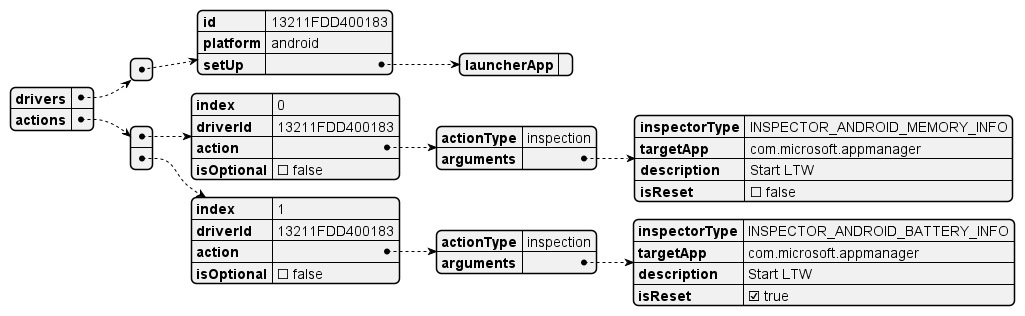 drivers
actions
id 13211FDD400183
platform android
setUp
launcherApp
index 0
driverId 13211FDD400183
action
isOptional ☐ false
actionType inspection
arguments
inspectorType INSPECTOR_ANDROID_MEMORY_INFO
targetApp com.microsoft.appmanager
description Start LTW
isReset ☐ false
index 1
driverId 13211FDD400183
action
isOptional ☐ false
actionType inspection
arguments
inspectorType INSPECTOR_ANDROID_BATTERY_INFO
targetApp com.microsoft.appmanager
description Start LTW
isReset ☑ true